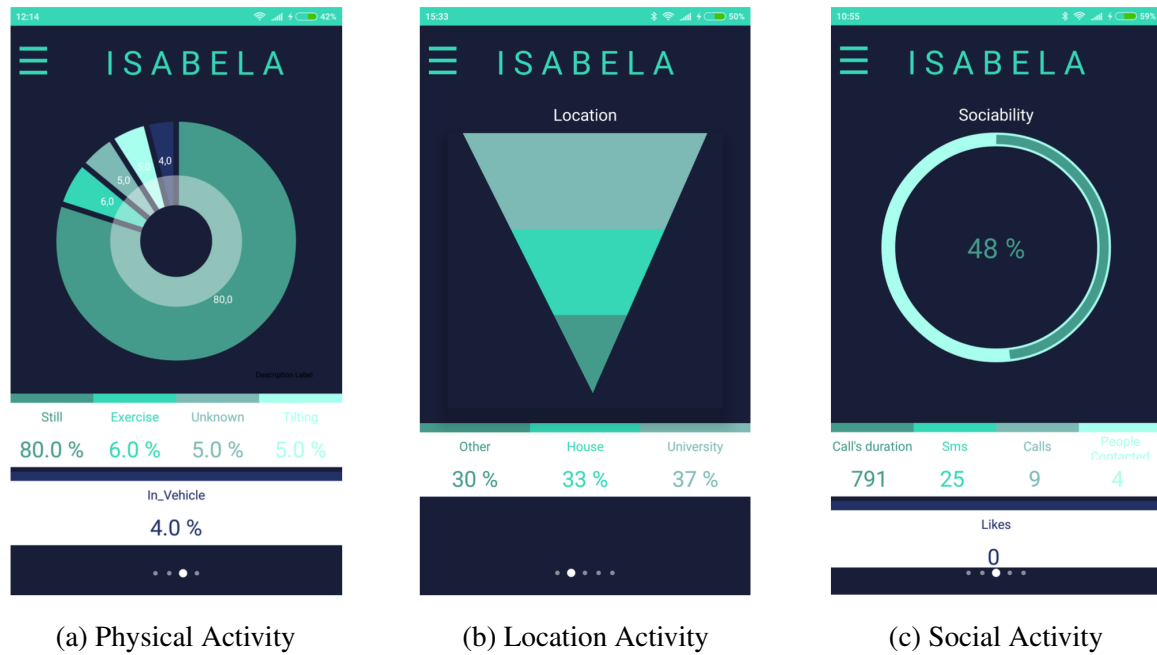 12:14
42%
ISABELA
4,0
5,0
5,0
6,0
80,0
Description Label
Still Exercise Unknown Tilting
80.0 % 6.0 % 5.0 % 5.0 %
In_Vehicle
4.0 %
(a) Physical Activity
15:33
50%
ISABELA
Location
Other House University
30 % 33 % 37 %
(b) Location Activity
10:55
59%
ISABELA
Sociability
48 %
Call's duration Sms Calls People Contacted
791 25 9 4
Likes
0
(c) Social Activity